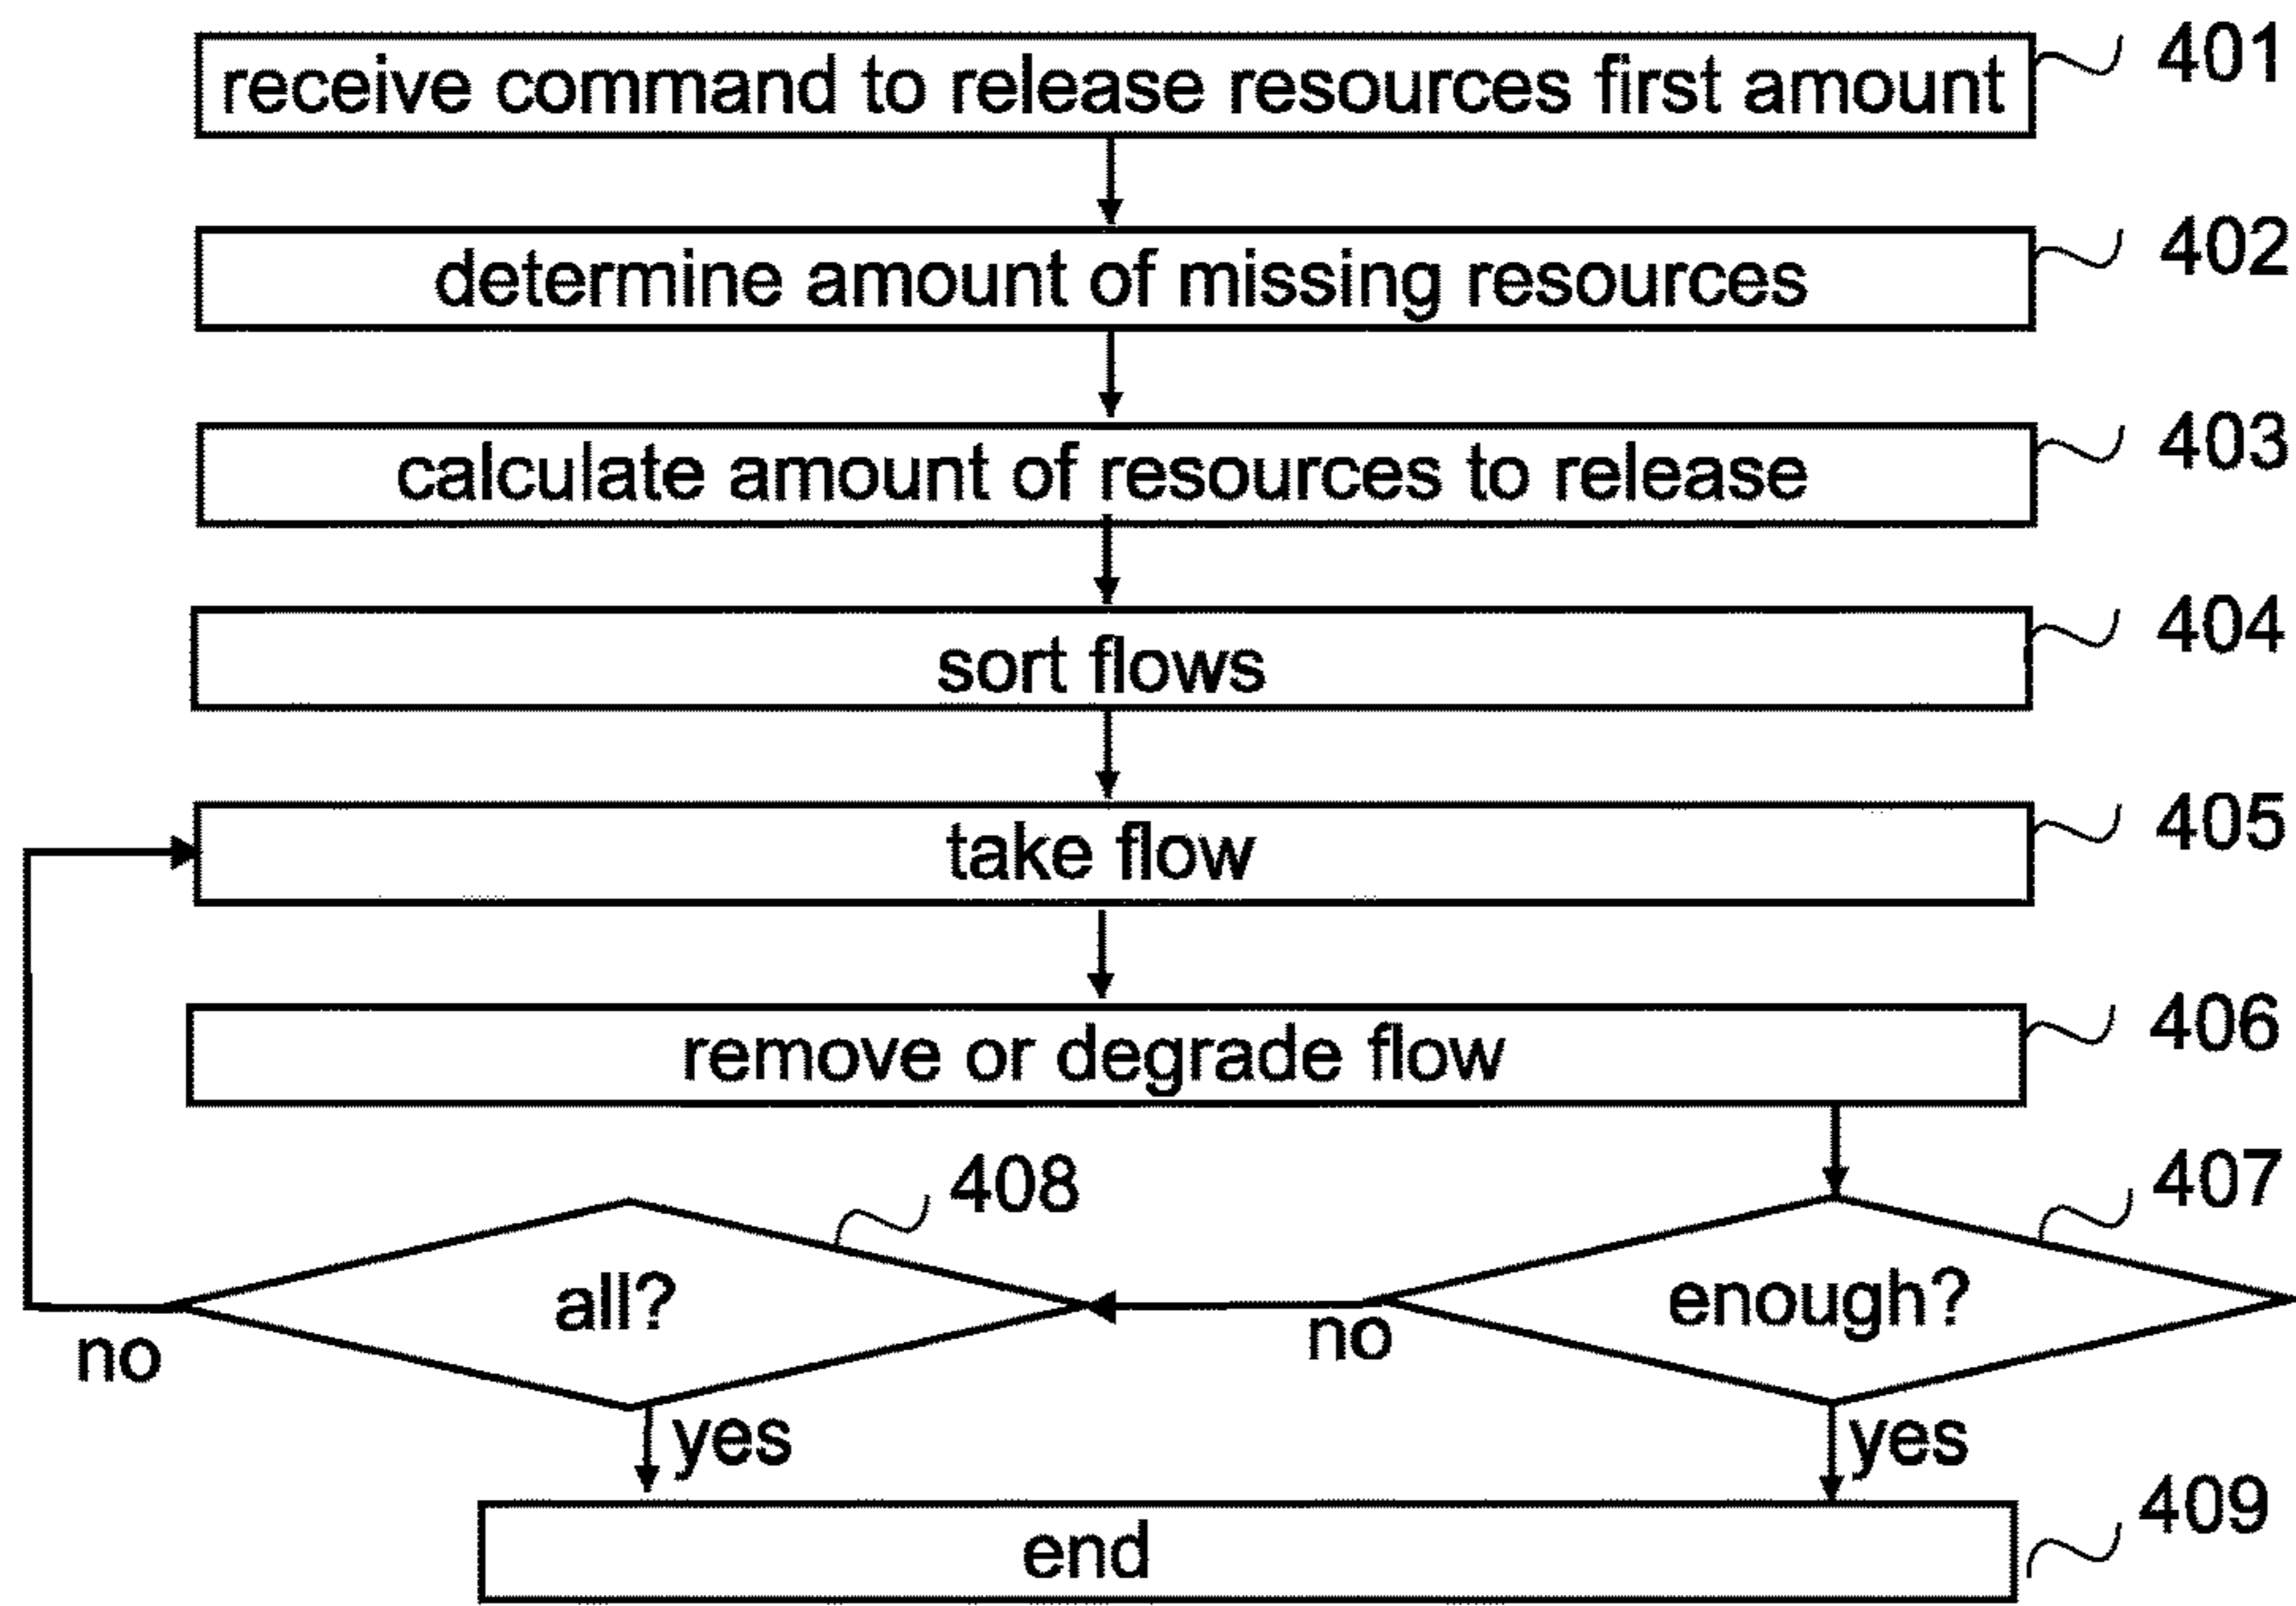 receive command to release resources first amount 401
determine amount of missing resources 402
calculate amount of resources to release 403
sort flows 404
take flow 405
remove or degrade flow 406
408 407
all? enough?
no no
yes yes
end 409